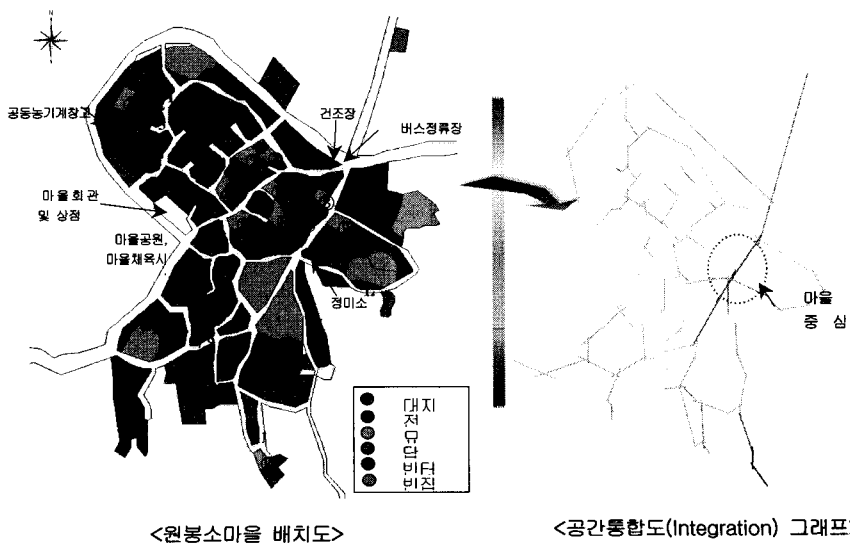 N
공동농기계창고
건조장
버스정류장
마을회관
및 상점
마을공원,
마을체육시
정미소
마을
중 심
대지
전
묘
답
빈터
빈집
<원봉소마을 배치도>
<공간통합도(Integration) 그래프